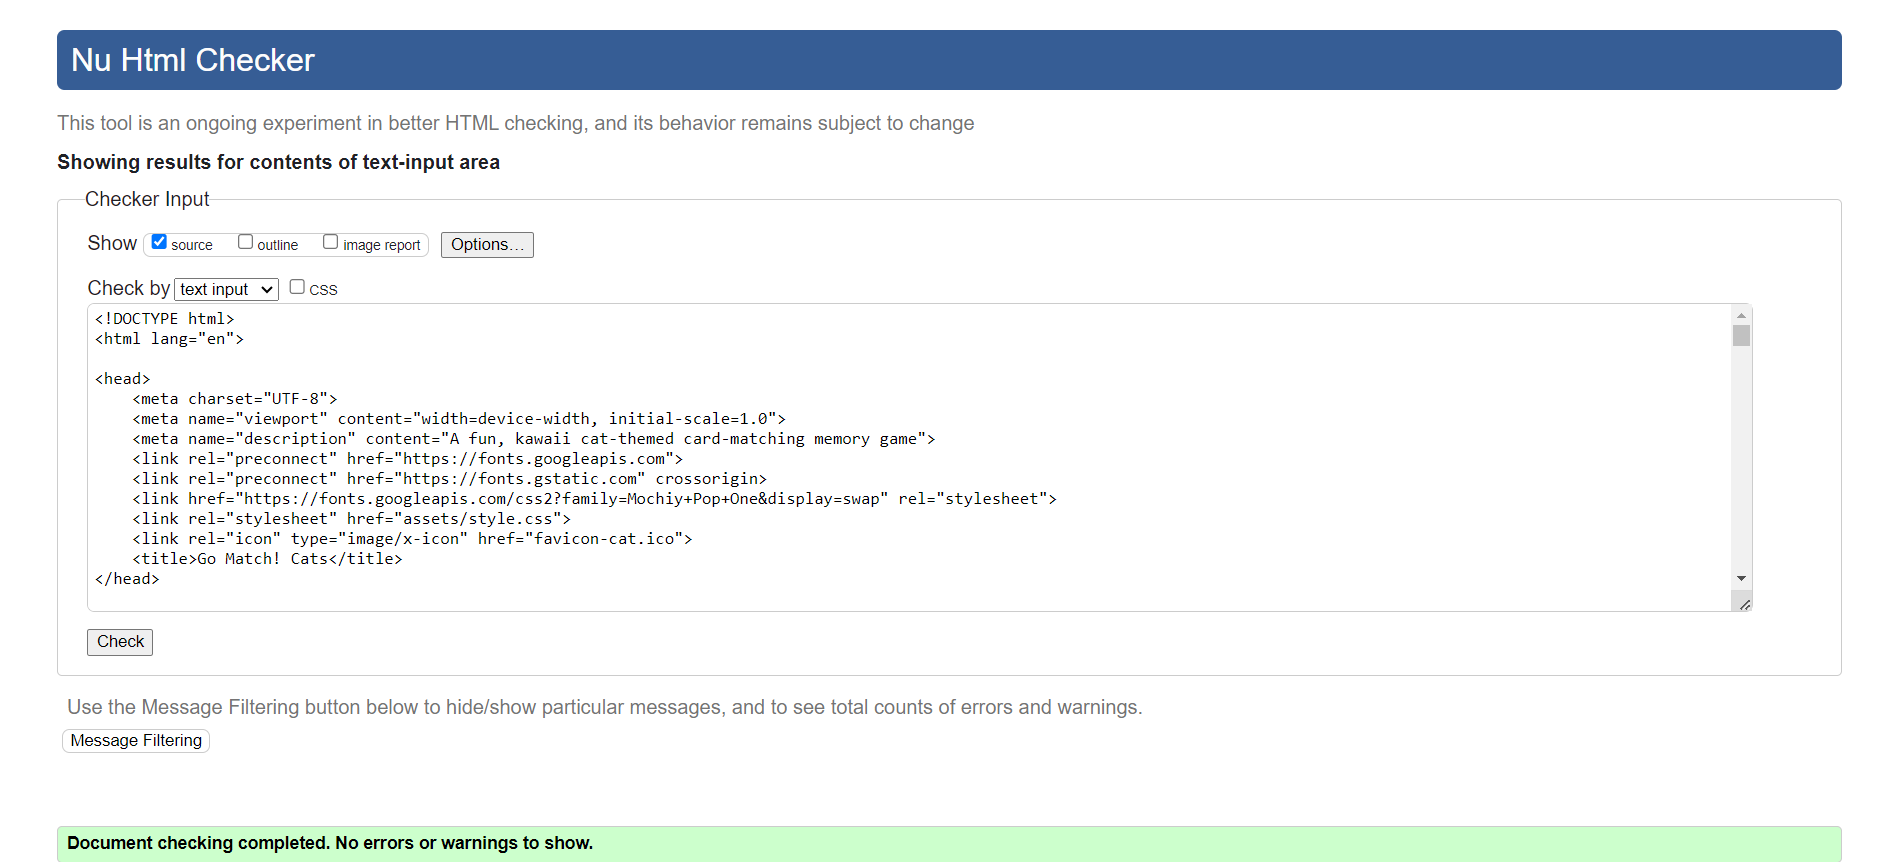 Nu Html Checker
This tool is an ongoing experiment in better HTML checking, and its behavior remains subject to change
Showing results for contents of text-input area
Checker Input
Show source outline image report Options...
Check by text input CSS
<!DOCTYPE html>
<html lang="en">
<head>
    <meta charset="UTF-8">
    <meta name="viewport" content="width=device-width, initial-scale=1.0">
    <meta name="description" content="A fun, kawaii cat-themed card-matching memory game">
    <link rel="preconnect" href="https://fonts.googleapis.com">
    <link rel="preconnect" href="https://fonts.gstatic.com" crossorigin>
    <link href="https://fonts.googleapis.com/css2?family=Mochiy+Pop+One&display=swap" rel="stylesheet">
    <link rel="stylesheet" href="assets/style.css">
    <link rel="icon" type="image/x-icon" href="favicon-cat.ico">
    <title>Go Match! Cats</title>
</head>
Check
Use the Message Filtering button below to hide/show particular messages, and to see total counts of errors and warnings.
Message Filtering
Document checking completed. No errors or warnings to show.